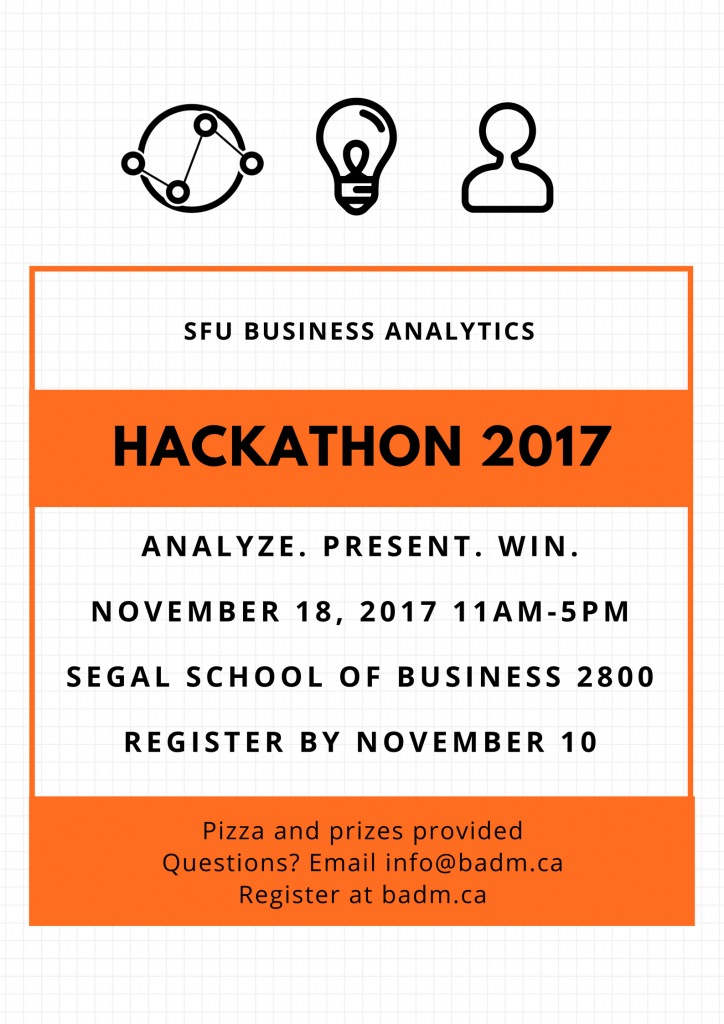 SFU BUSINESS ANALYTICS
HACKATHON 2017
ANALYZE. PRESENT. WIN.
NOVEMBER 18, 2017 11AM-5PM
SEGAL SCHOOL OF BUSINESS 2800
REGISTER BY NOVEMBER 10
Pizza and prizes provided
Questions? Email info@badm.ca
Register at badm.ca